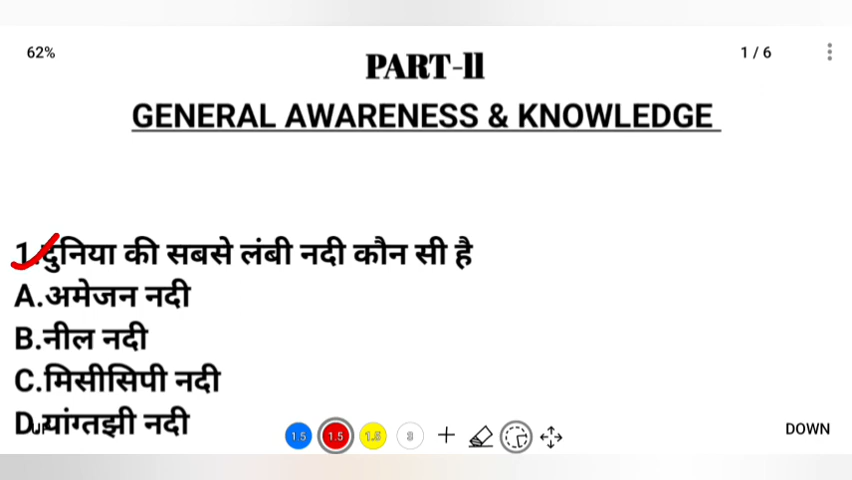 62%
PART-ll
1 / 6
GENERAL AWARENESS & KNOWLEDGE
1.दुनिया की सबसे लंबी नदी कौन सी है
A.अमेजन नदी
B.नील नदी
C.मिसीसिपी नदी
D.यांग्तझी नदी
1.5 1.5 1.5 3
DOWN